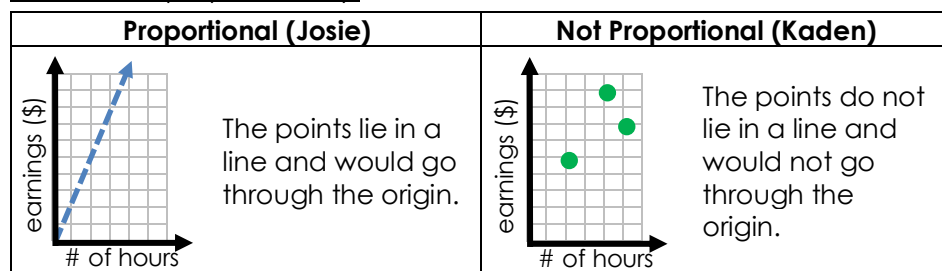 Proportional (Josie)
Not Proportional (Kaden)
earnings ($)
The points lie in a
line and would go
through the origin.
# of hours
earnings ($)
The points do not
lie in a line and
would not go
through the
origin.
# of hours